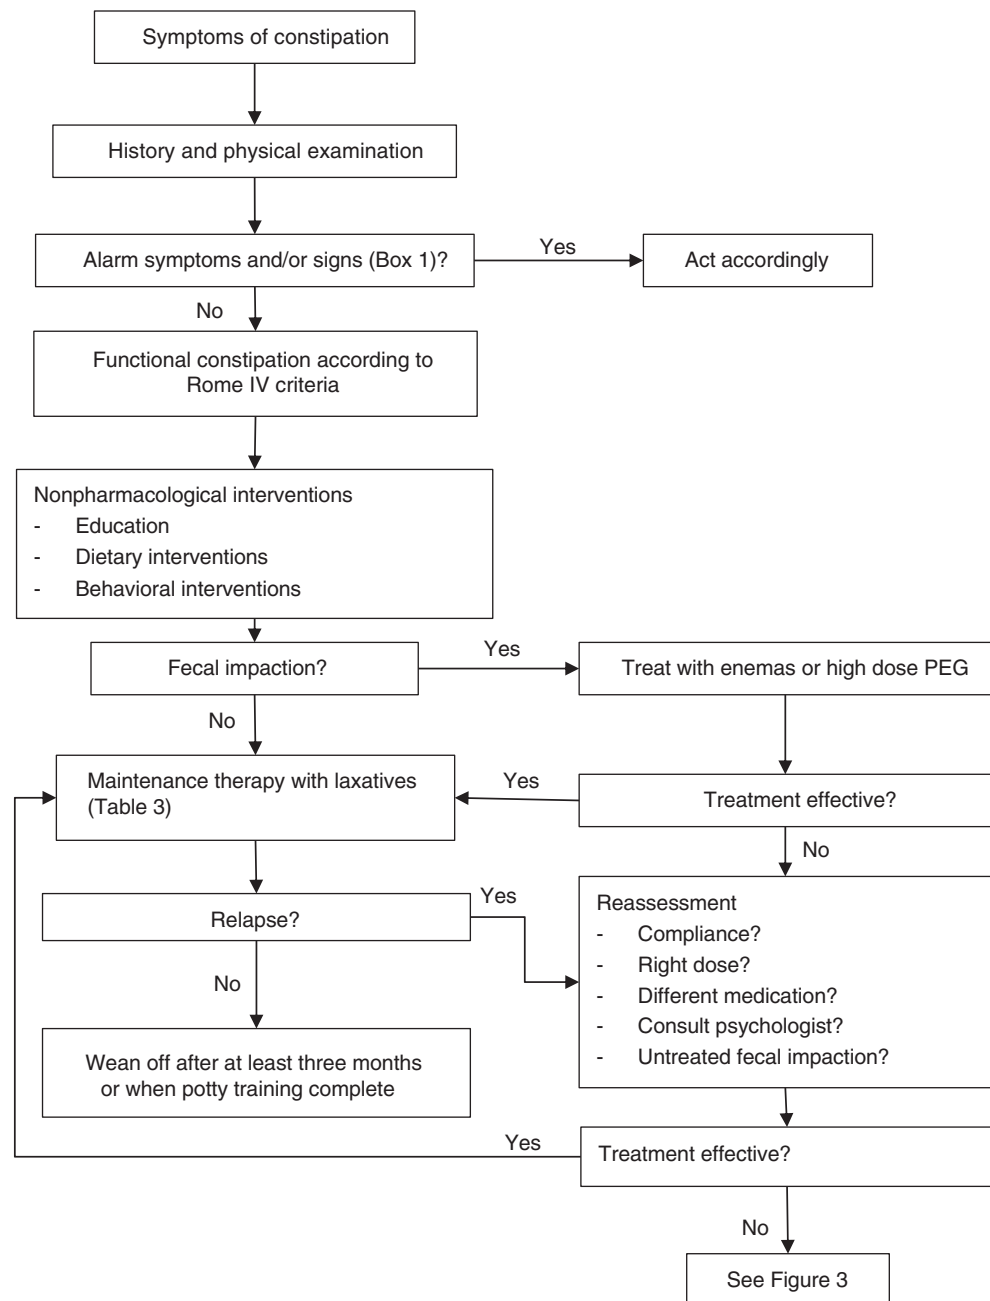 Symptoms of constipation
History and physical examination
Alarm symptoms and/or signs (Box 1)?
Yes
Act accordingly
No
Functional constipation according to
Rome IV criteria
Nonpharmacological interventions
- Education
- Dietary interventions
- Behavioral interventions
Fecal impaction?
Yes
Treat with enemas or high dose PEG
No
Maintenance therapy with laxatives
(Table 3)
Yes
Treatment effective?
No
Relapse?
Yes
Reassessment
- Compliance?
- Right dose?
- Different medication?
- Consult psychologist?
- Untreated fecal impaction?
No
Wean off after at least three months
or when potty training complete
Yes
Treatment effective?
No
See Figure 3